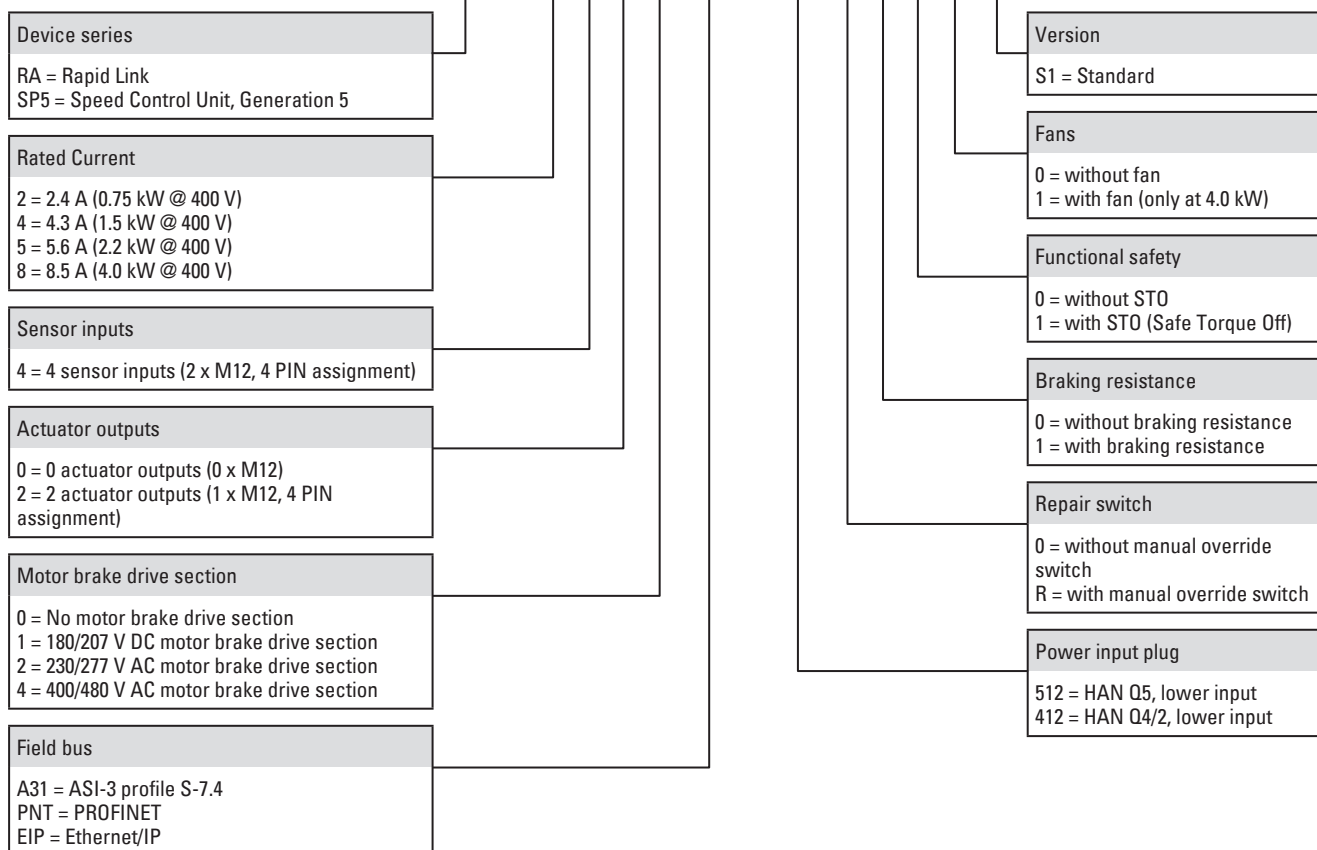 Device series
RA = Rapid Link
SP5 = Speed Control Unit, Generation 5
Rated Current
2 = 2.4 A (0.75 kW @ 400 V)
4 = 4.3 A (1.5 kW @ 400 V)
5 = 5.6 A (2.2 kW @ 400 V)
8 = 8.5 A (4.0 kW @ 400 V)
Sensor inputs
4 = 4 sensor inputs (2 x M12, 4 PIN assignment)
Actuator outputs
0 = 0 actuator outputs (0 x M12)
2 = 2 actuator outputs (1 x M12, 4 PIN
assignment)
Motor brake drive section
0 = No motor brake drive section
1 = 180/207 V DC motor brake drive section
2 = 230/277 V AC motor brake drive section
4 = 400/480 V AC motor brake drive section
Field bus
A31 = ASI-3 profile S-7.4
PNT = PROFINET
EIP = Ethernet/IP
Version
S1 = Standard
Fans
0 = without fan
1 = with fan (only at 4.0 kW)
Functional safety
0 = without STO
1 = with STO (Safe Torque Off)
Braking resistance
0 = without braking resistance
1 = with braking resistance
Repair switch
0 = without manual override
switch
R = with manual override switch
Power input plug
512 = HAN Q5, lower input
412 = HAN Q4/2, lower input